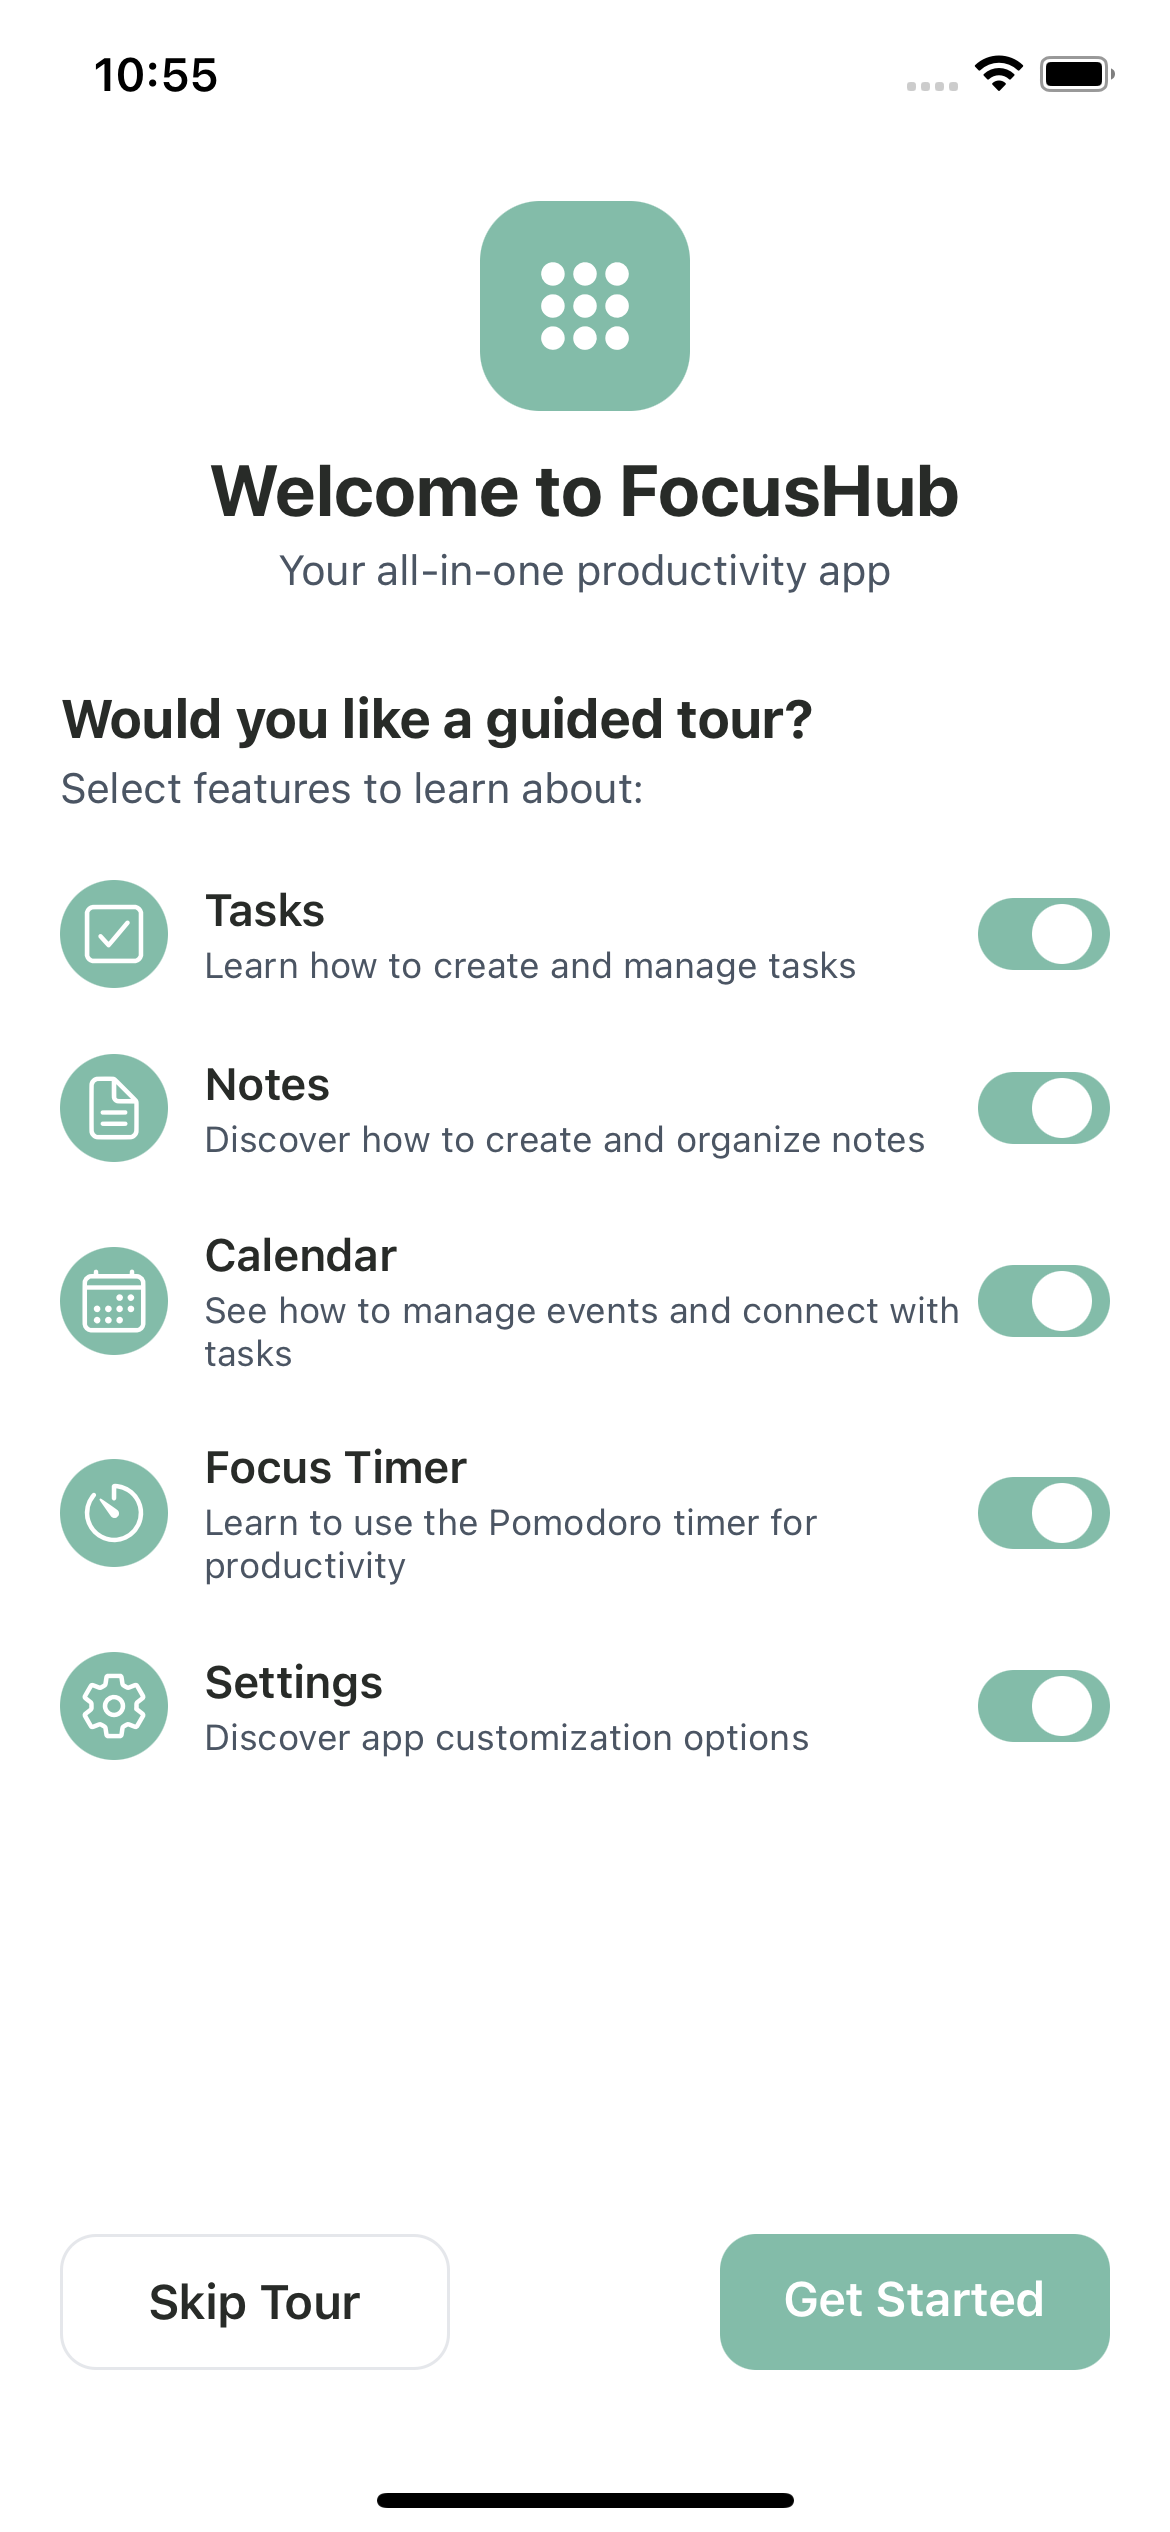 10:55
Welcome to FocusHub
Your all-in-one productivity app
Would you like a guided tour?
Select features to learn about:
Tasks
Learn how to create and manage tasks
Notes
Discover how to create and organize notes
Calendar
See how to manage events and connect with
tasks
Focus Timer
Learn to use the Pomodoro timer for
productivity
Settings
Discover app customization options
Skip Tour
Get Started